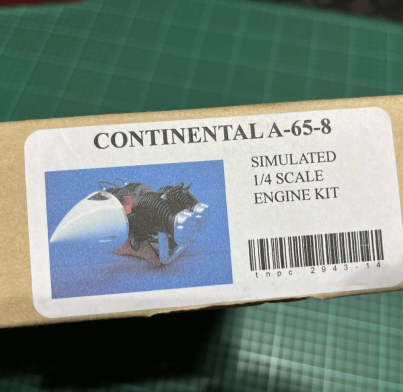 CONTINENTAL A-65-8
SIMULATED
1/4 SCALE
ENGINE KIT
tnpc 2943-14